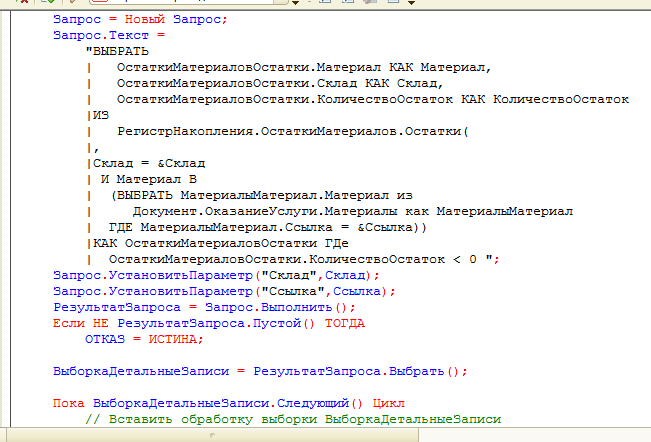 Запрос = Новый Запрос;
Запрос.Текст =
"ВЫБРАТЬ
|   ОстаткиМатериаловОстатки.Материал КАК Материал,
|   ОстаткиМатериаловОстатки.Склад КАК Склад,
|   ОстаткиМатериаловОстатки.КоличествоОстаток КАК КоличествоОстаток
|ИЗ
|   РегистрНакопления.ОстаткиМатериалов.Остатки(
|,
|Склад = &Склад
| И Материал В
|  (ВЫБРАТЬ МатериалыМатериал.Материал из
|     Документ.ОказаниеУслуги.Материалы как МатериалыМатериал
|  ГДЕ МатериалыМатериал.Ссылка = &Ссылка))
|КАК ОстаткиМатериаловОстатки ГДе
|  ОстаткиМатериаловОстатки.КоличествоОстаток < 0 ";
Запрос.УстановитьПараметр("Склад",Склад);
Запрос.УстановитьПараметр("Ссылка",Ссылка);
РезультатЗапроса = Запрос.Выполнить();
Если НЕ РезультатЗапроса.Пустой() ТОГДА
ОТКАЗ = ИСТИНА;
ВыборкаДетальныеЗаписи = РезультатЗапроса.Выбрать();
Пока ВыборкаДетальныеЗаписи.Следующий() Цикл
// Вставить обработку выборки ВыборкаДетальныеЗаписи